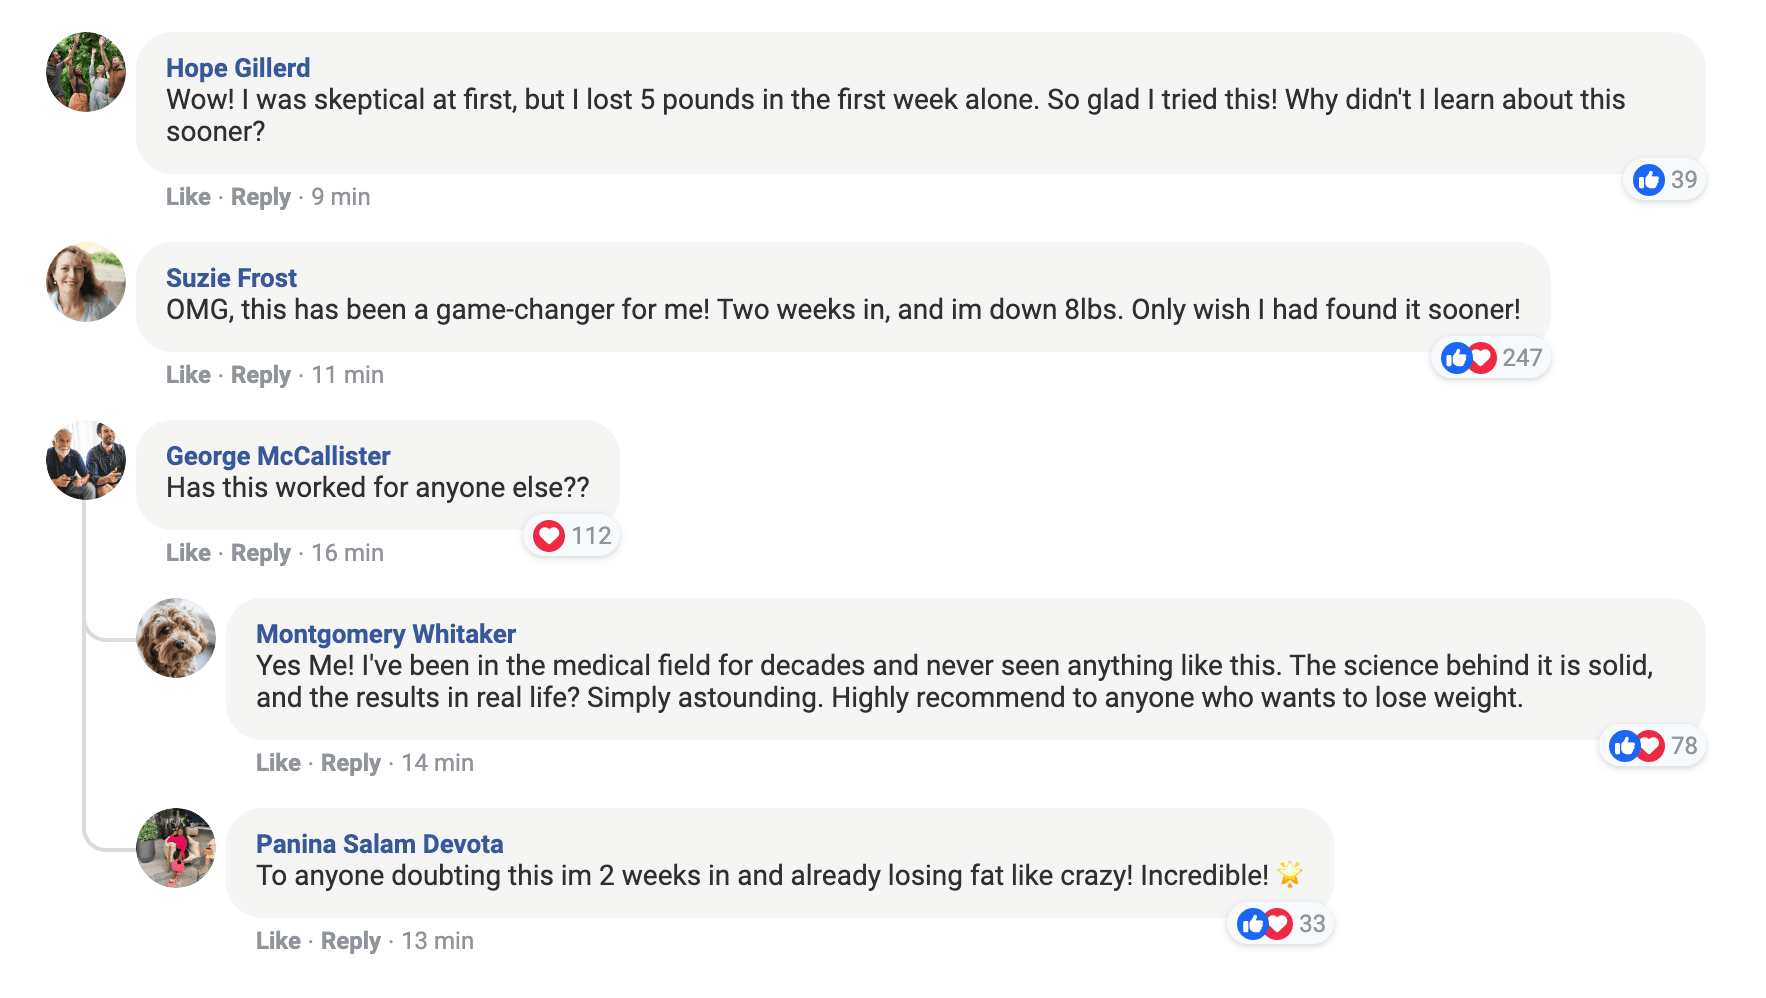 Hope Gillerd
Wow! I was skeptical at first, but I lost 5 pounds in the first week alone. So glad I tried this! Why didn't I learn about this
sooner?
Like · Reply · 9 min
39
Suzie Frost
OMG, this has been a game-changer for me! Two weeks in, and im down 8lbs. Only wish I had found it sooner!
Like · Reply · 11 min
247
George McCallister
Has this worked for anyone else??
Like · Reply · 16 min
112
Montgomery Whitaker
Yes Me! I've been in the medical field for decades and never seen anything like this. The science behind it is solid,
and the results in real life? Simply astounding. Highly recommend to anyone who wants to lose weight.
Like · Reply · 14 min
78
Panina Salam Devota
To anyone doubting this im 2 weeks in and already losing fat like crazy! Incredible! 🌟
Like · Reply · 13 min
33